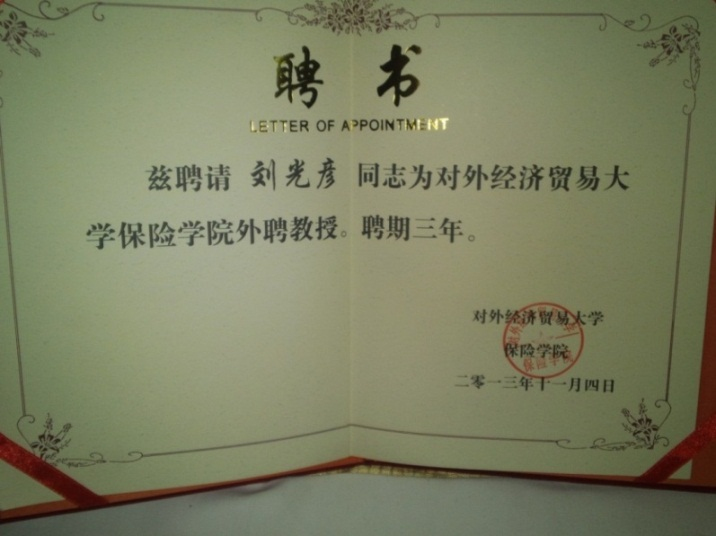 聘 书
LETTER OF APPOINTMENT
兹聘请 刘光彦 同志为对外经济贸易大
学保险学院外聘教授。聘期三年。
对外经济贸易大学
保险学院
二零一三年十一月四日